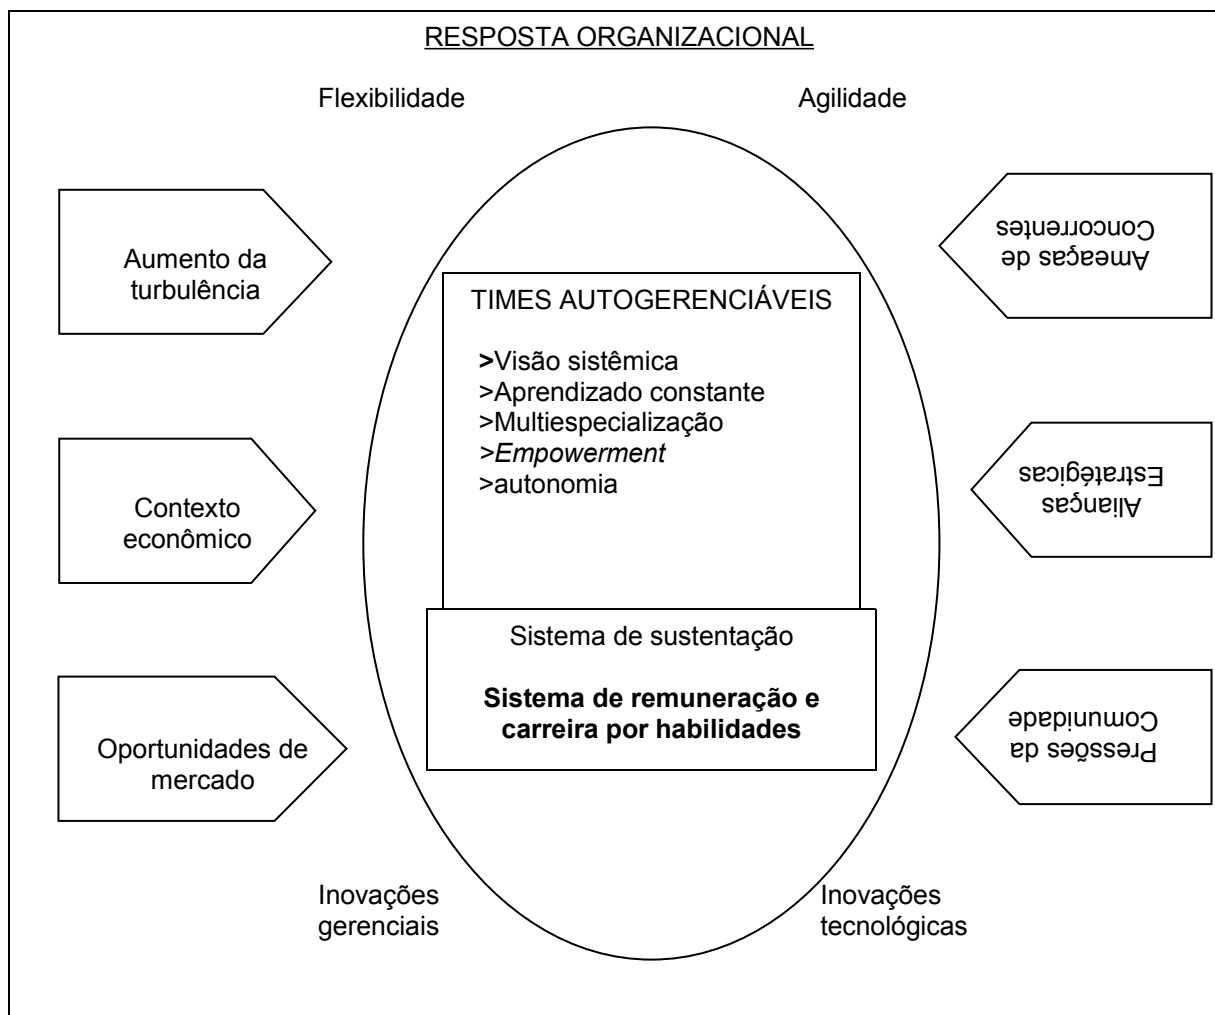 RESPOSTA ORGANIZACIONAL
Flexibilidade
Agilidade
Aumento da
turbulência
Ameaças de
Concorrentes
TIMES AUTOGERENCIÁVEIS
>Visão sistêmica
>Aprendizado constante
>Multiespecialização
>Empowerment
>autonomia
Contexto
econômico
Alianças
Estratégicas
Sistema de sustentação
Sistema de remuneração e
carreira por habilidades
Oportunidades de
mercado
Pressões da
Comunidade
Inovações
gerenciais
Inovações
tecnológicas